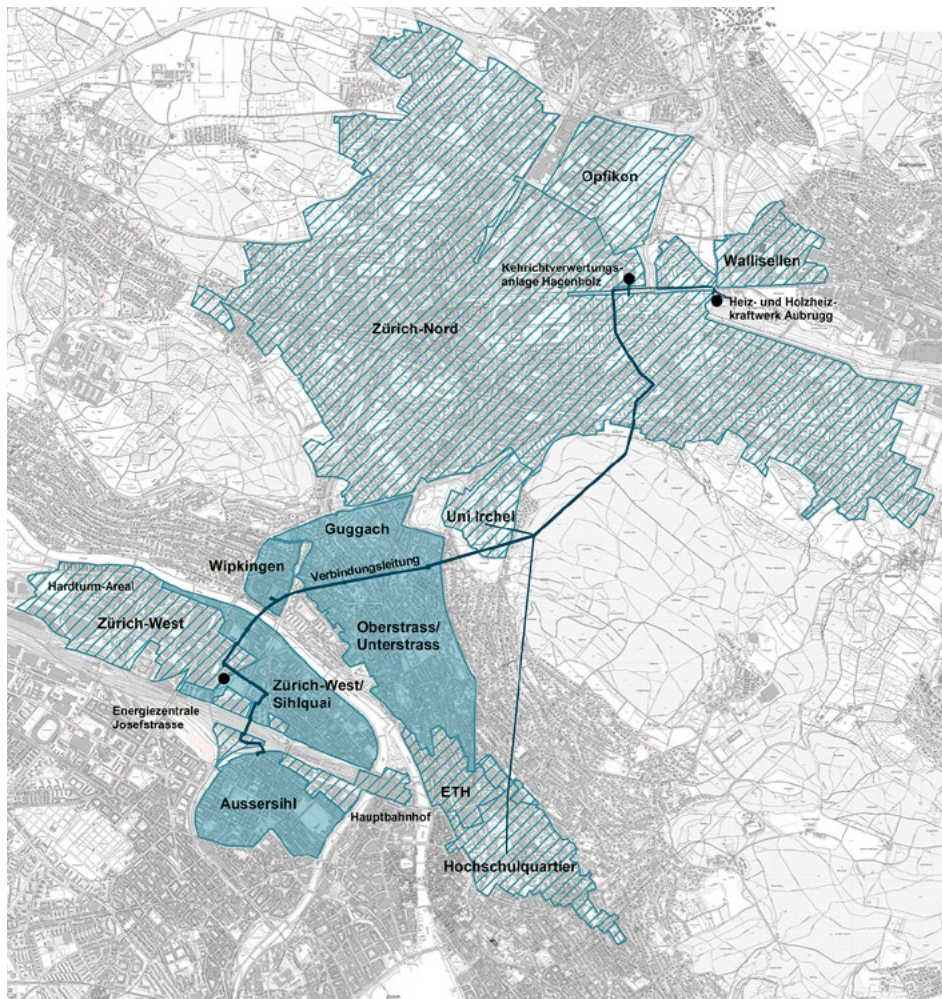 Opfikon
Wallisellen
Kehrichtverwertungs-
anlage Hagenholz
Heiz- und Holzheiz-
kraftwerk Aubrugg
Zürich-Nord
Uni Irchel
Guggach
Wipkingen
Verbindungsleitung
Hardturm-Areal
Zürich-West
Oberstrass/
Unterstrass
Zürich-West/
Sihlquai
Energiezentrale
Josefstrasse
ETH
Aussersihl
Hauptbahnhof
Hochschulquartier